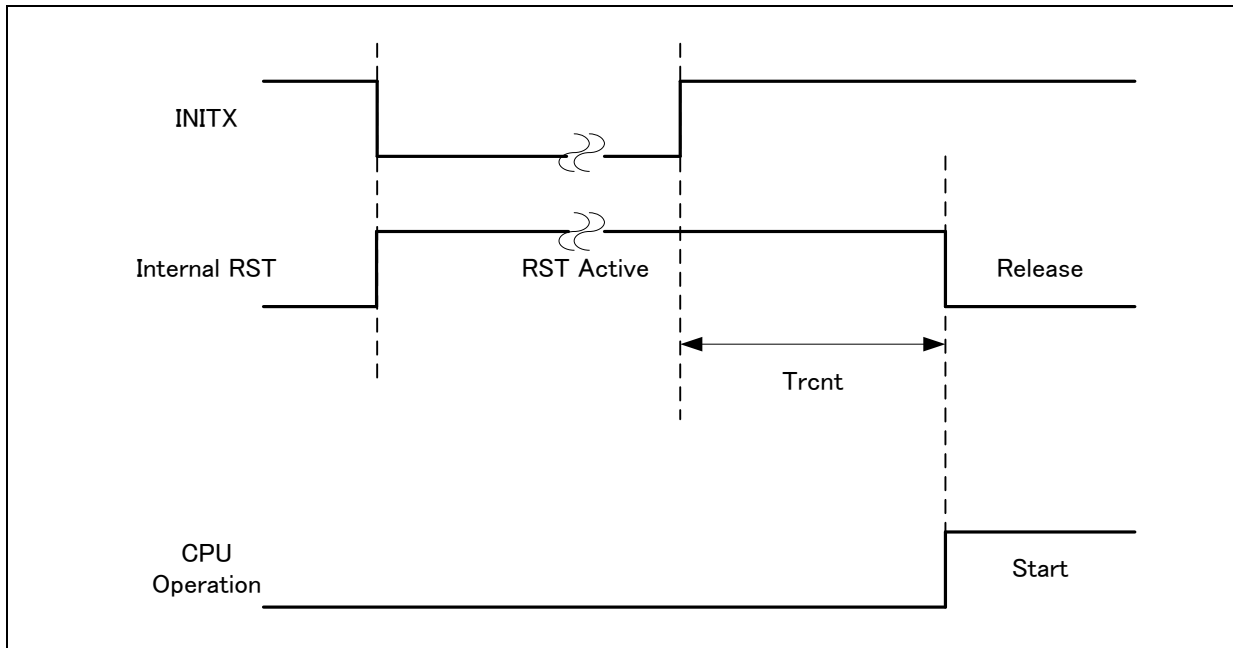 INITX
Internal RST
RST Active
Release
Trcnt
CPU
Operation
Start